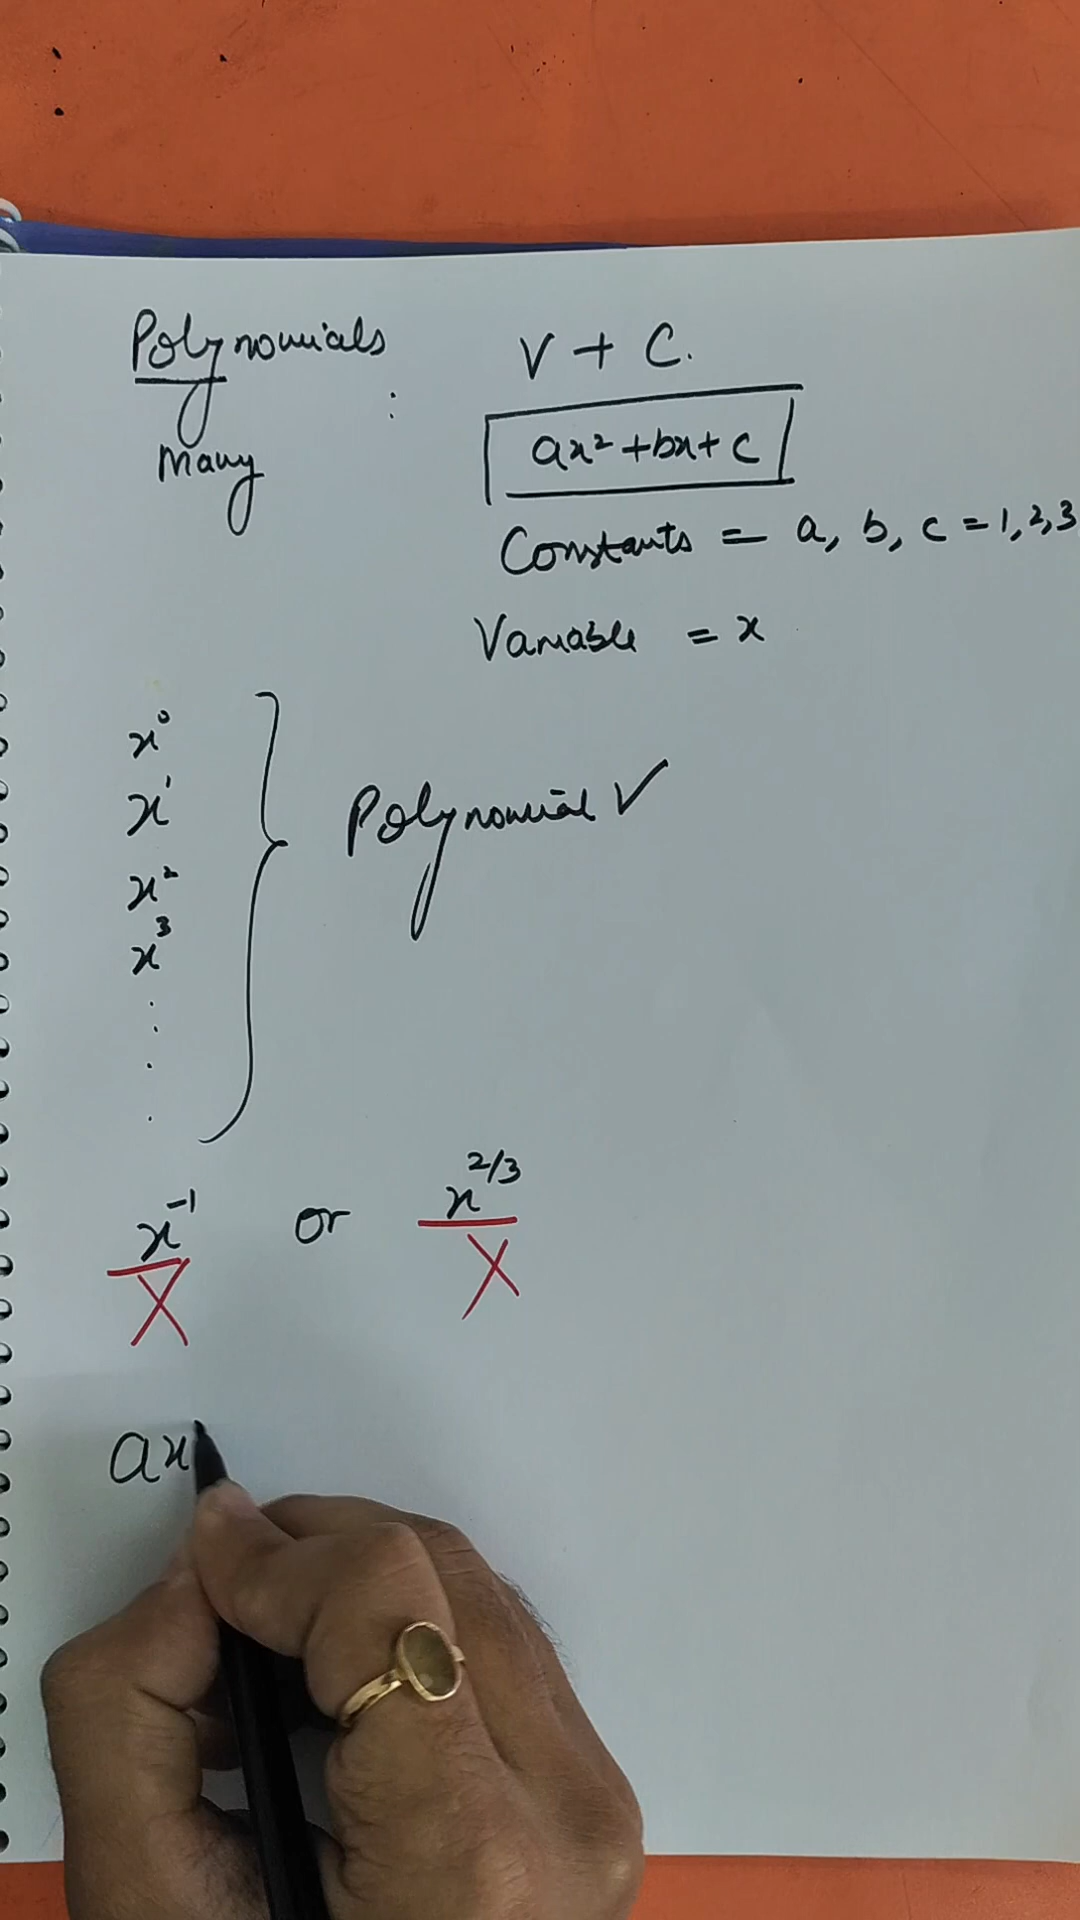 Polynomials : V + C.
Many
ax² + bx + c
Constants = a, b, c = 1, 2, 3
Variable = x
x⁰
x¹
x²
x³
Polynomial ✓
x⁻¹ or x^2/3
X X
ax